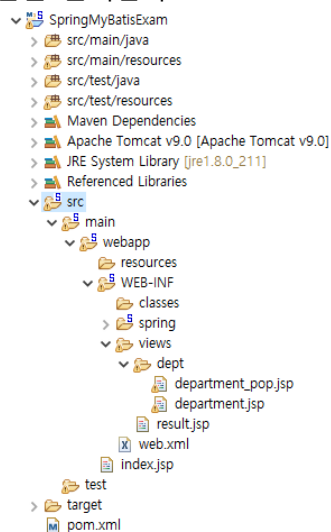 SpringMyBatisExam
src/main/java
src/main/resources
src/test/java
src/test/resources
Maven Dependencies
Apache Tomcat v9.0 [Apache Tomcat v9.0]
JRE System Library [jre1.8.0_211]
Referenced Libraries
src
main
webapp
resources
WEB-INF
classes
spring
views
dept
department_pop.jsp
department.jsp
result.jsp
web.xml
index.jsp
test
target
pom.xml